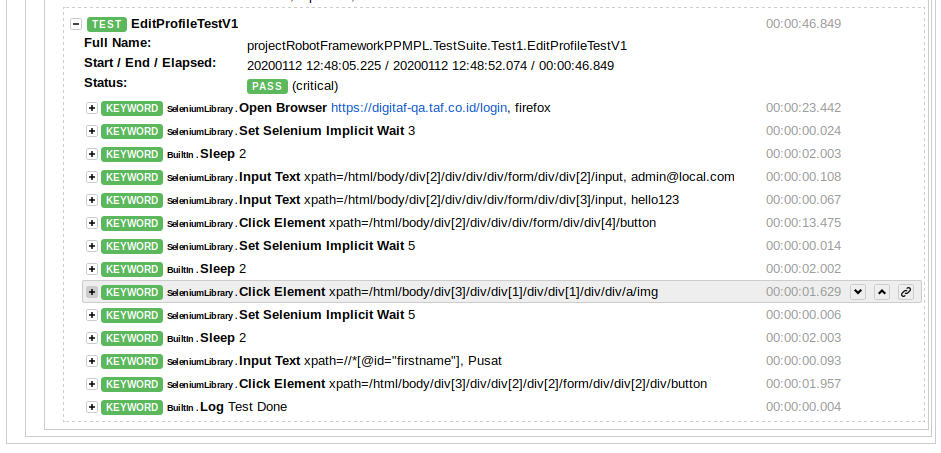 TEST EditProfileTestV1 00:00:46.849
Full Name: projectRobotFrameworkPPMPL.TestSuite.Test1.EditProfileTestV1
Start / End / Elapsed: 20200112 12:48:05.225 / 20200112 12:48:52.074 / 00:00:46.849
Status: PASS (critical)
KEYWORD SeleniumLibrary.Open Browser https://digitaf-qa.taf.co.id/login, firefox 00:00:23.442
KEYWORD SeleniumLibrary.Set Selenium Implicit Wait 3 00:00:00.024
KEYWORD BuiltIn.Sleep 2 00:00:02.003
KEYWORD SeleniumLibrary.Input Text xpath=/html/body/div[2]/div/div/div/form/div/div[2]/input, admin@local.com 00:00:00.108
KEYWORD SeleniumLibrary.Input Text xpath=/html/body/div[2]/div/div/div/form/div/div[3]/input, hello123 00:00:00.067
KEYWORD SeleniumLibrary.Click Element xpath=/html/body/div[2]/div/div/div/form/div/div[4]/button 00:00:13.475
KEYWORD SeleniumLibrary.Set Selenium Implicit Wait 5 00:00:00.014
KEYWORD BuiltIn.Sleep 2 00:00:02.002
KEYWORD SeleniumLibrary.Click Element xpath=/html/body/div[3]/div/div[1]/div/div[1]/div/div/a/img 00:00:01.629
KEYWORD SeleniumLibrary.Set Selenium Implicit Wait 5 00:00:00.006
KEYWORD BuiltIn.Sleep 2 00:00:02.003
KEYWORD SeleniumLibrary.Input Text xpath=//*[@id="firstname"], Pusat 00:00:00.093
KEYWORD SeleniumLibrary.Click Element xpath=/html/body/div[3]/div/div[2]/div[2]/form/div/div[2]/div/button 00:00:01.957
KEYWORD BuiltIn.Log Test Done 00:00:00.004